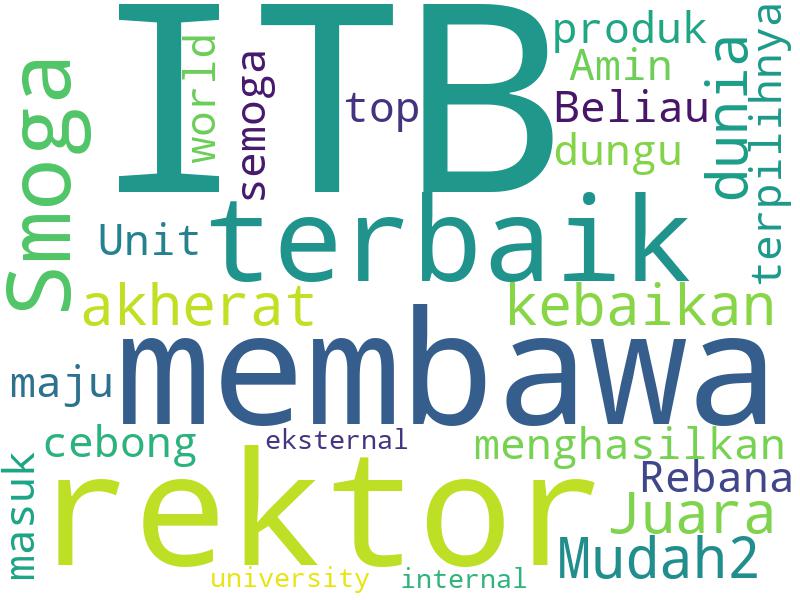 ITB
Smoga
world
semoga
top
produk
Amin
Beliau
dungu
dunia
terpilihnya
Unit
terbaik
akherat
kebaikan
maju
membawa
cebong
eksternal
menghasilkan
masuk
rektor
Rebana
Juara
Mudah2
university
internal